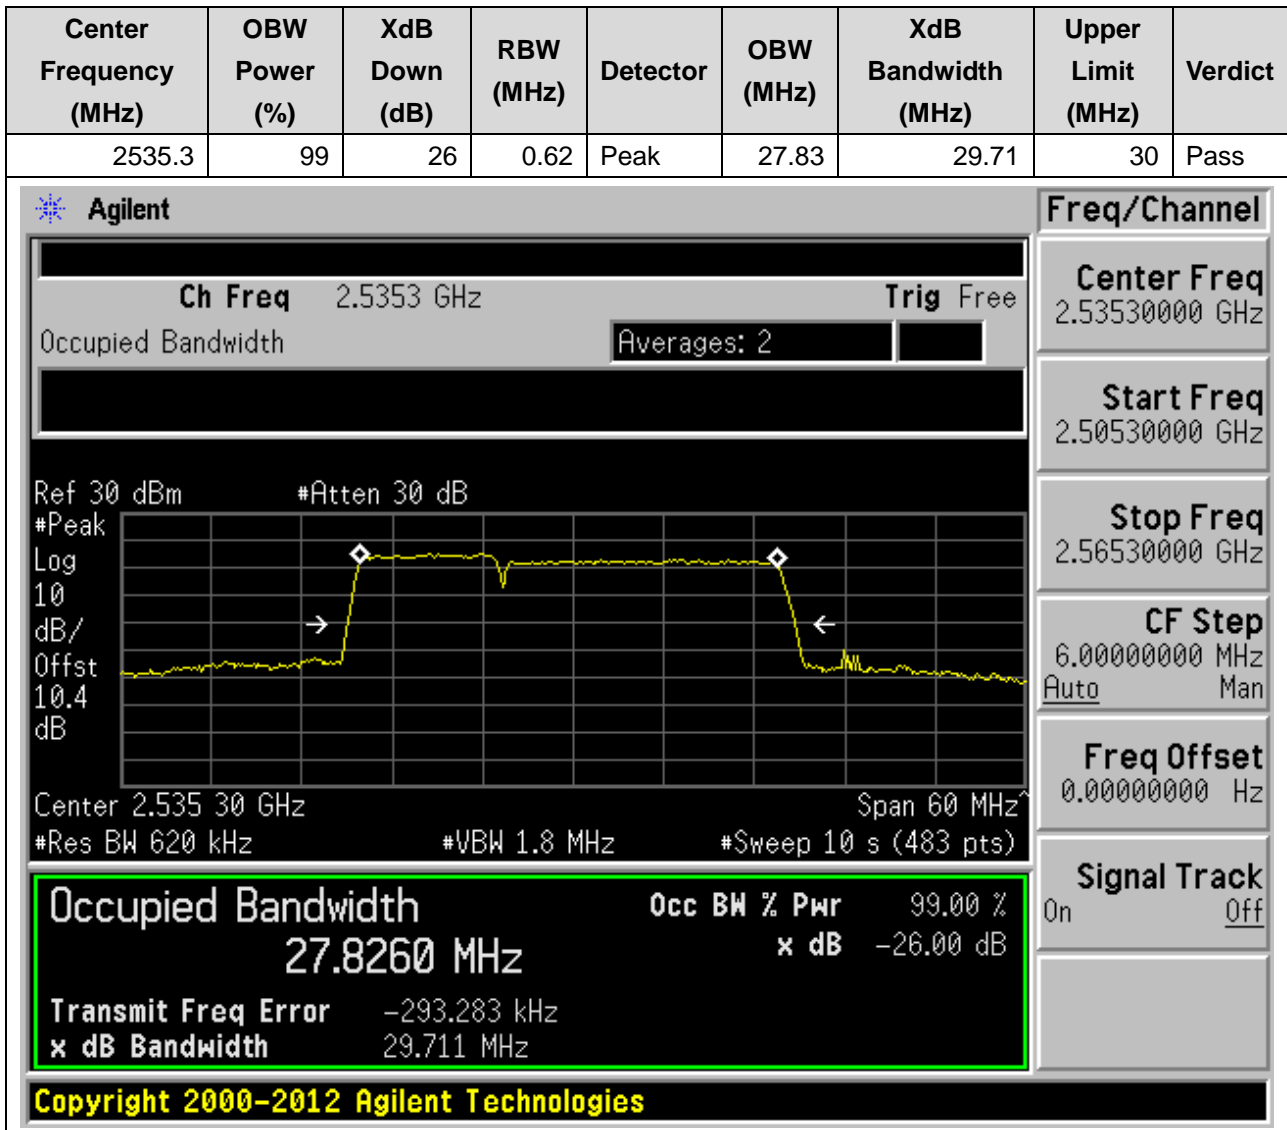 Center Frequency (MHz) OBW Power (%) XdB Down (dB) RBW (MHz) Detector OBW (MHz) XdB Bandwidth (MHz) Upper Limit (MHz) Verdict
2535.3 99 26 0.62 Peak 27.83 29.71 30 Pass
Agilent
Freq/Channel
Ch Freq 2.5353 GHz Trig Free
Occupied Bandwidth Averages: 2
Center Freq
2.53530000 GHz
Start Freq
2.50530000 GHz
Stop Freq
2.56530000 GHz
CF Step
6.00000000 MHz
Auto Man
Freq Offset
0.00000000 Hz
Signal Track
On Off
Ref 30 dBm #Atten 30 dB
#Peak
Log
10
dB/
Offst
10.4
dB
Center 2.535 30 GHz Span 60 MHz^
#Res BW 620 kHz #VBW 1.8 MHz #Sweep 10 s (483 pts)
Occupied Bandwidth Occ BW % Pwr 99.00 %
27.8260 MHz x dB -26.00 dB
Transmit Freq Error -293.283 kHz
x dB Bandwidth 29.711 MHz
Copyright 2000-2012 Agilent Technologies